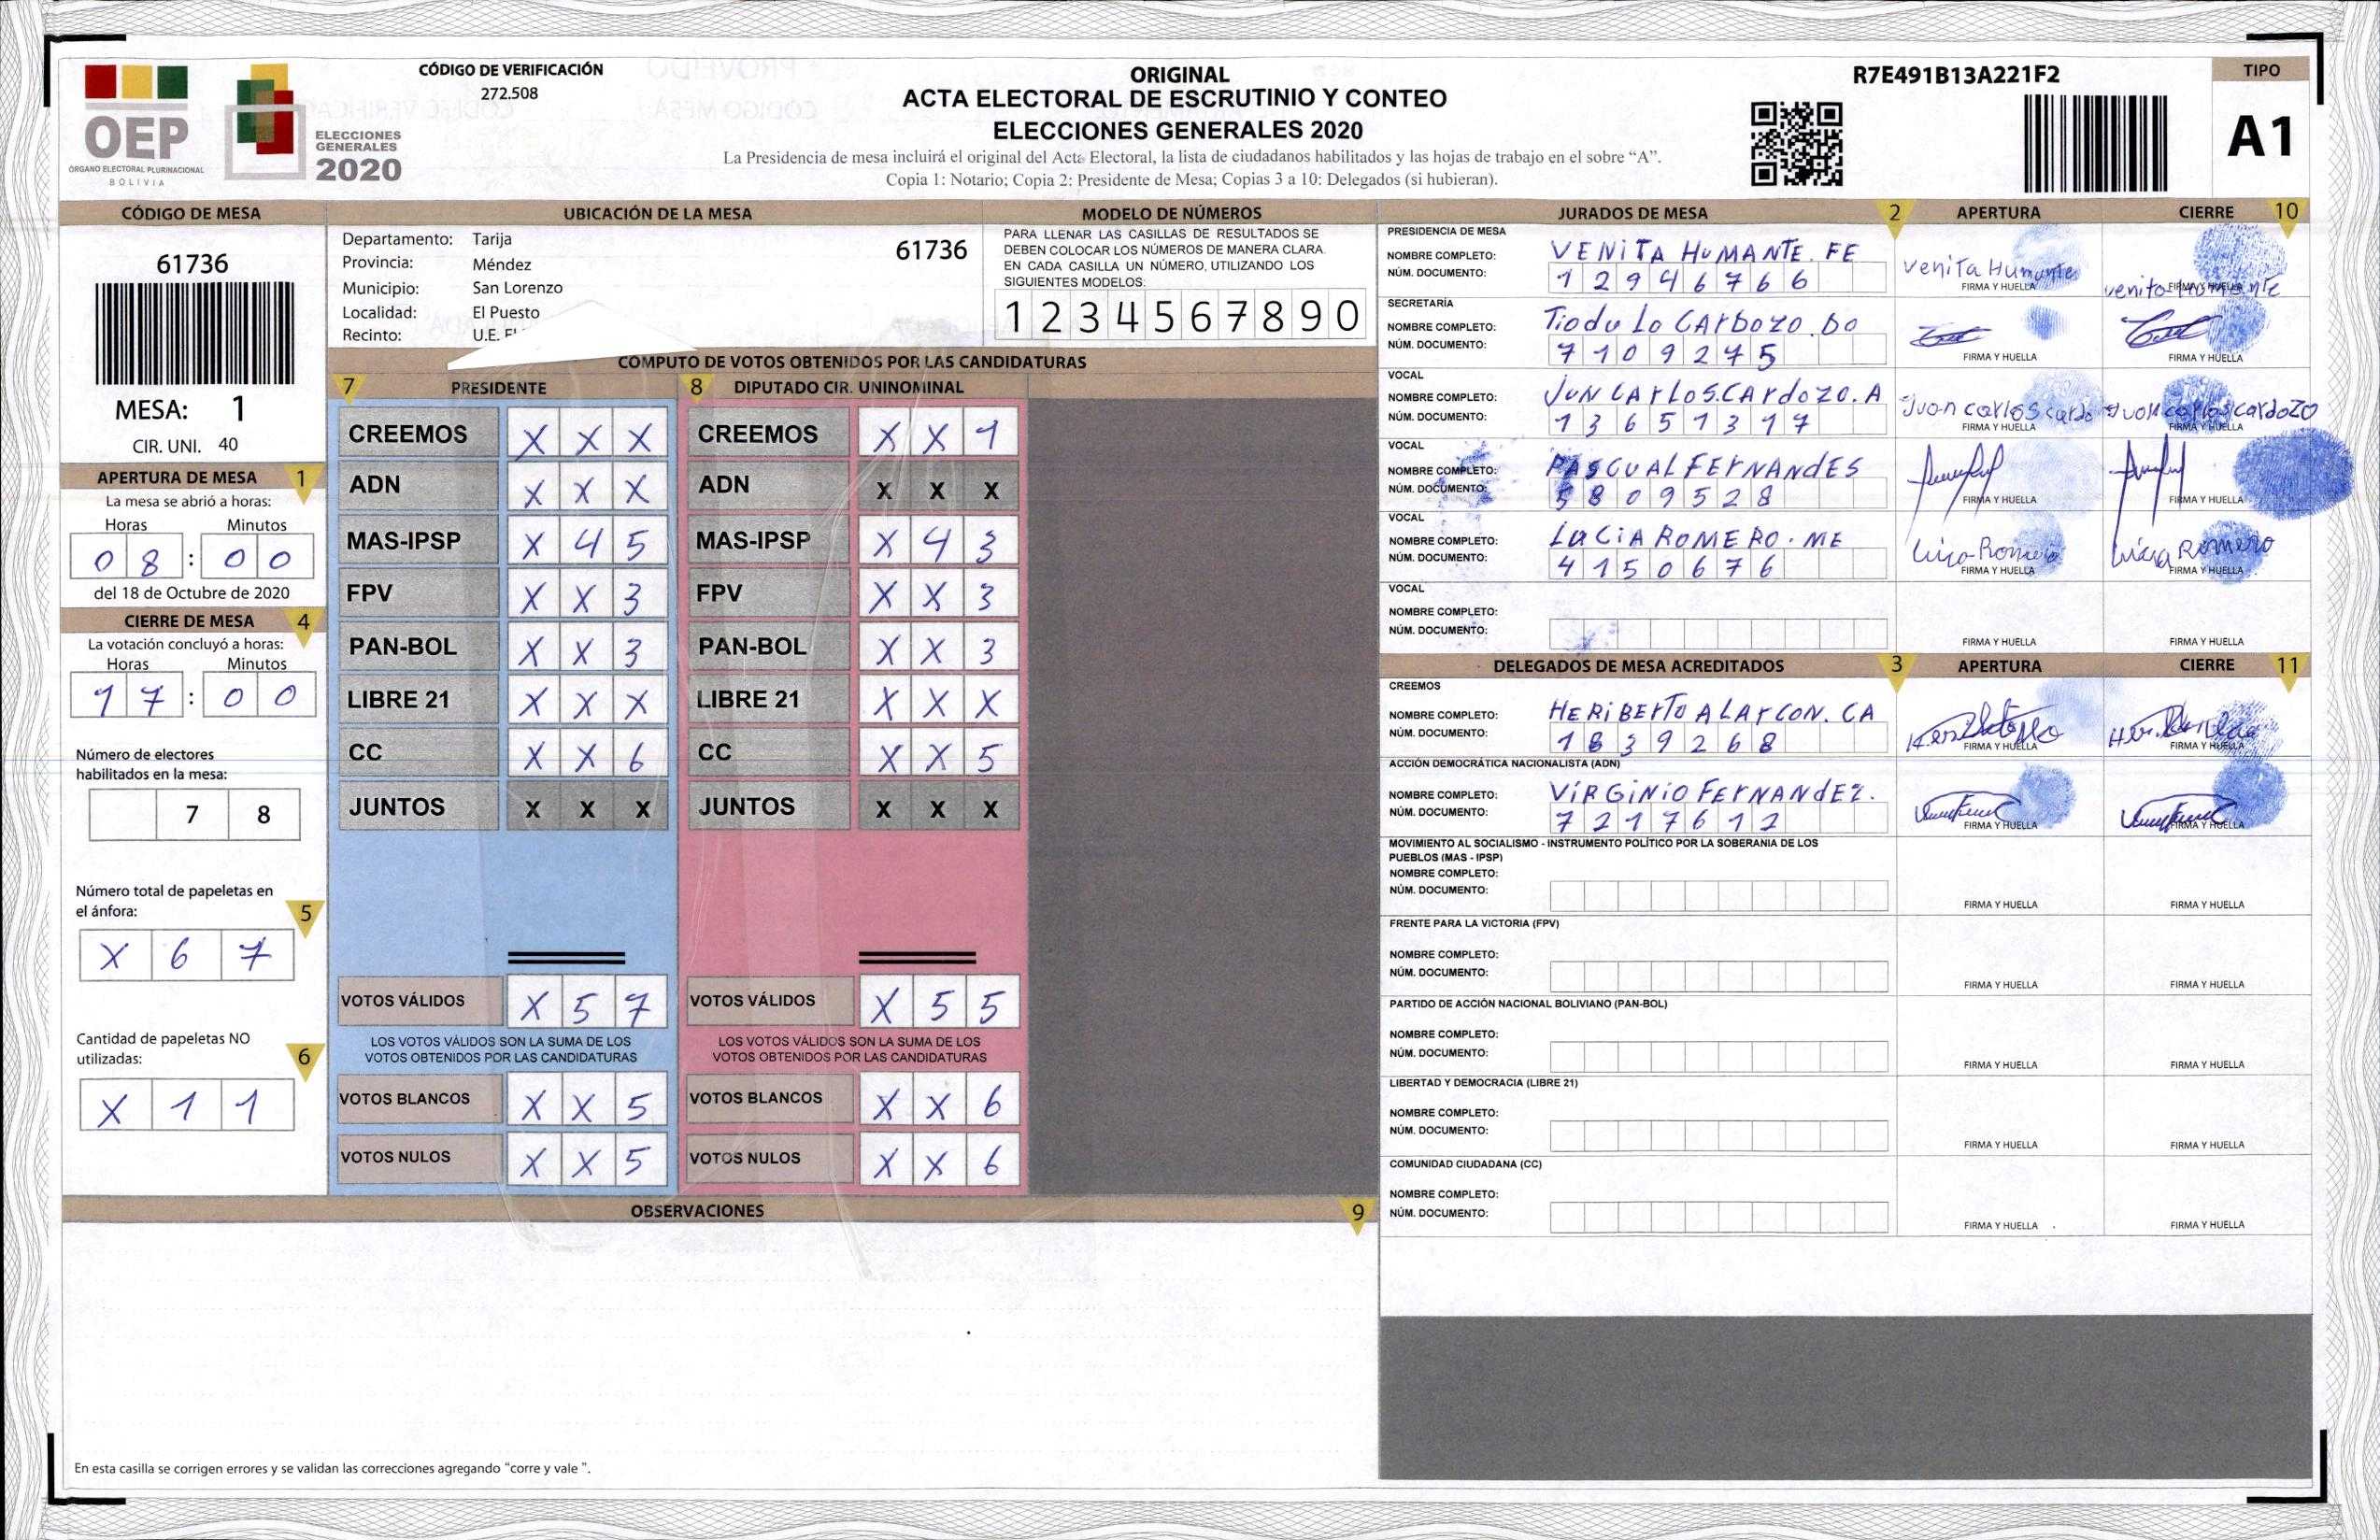 CÓDIGO DE VERIFICACIÓN
272.508
OEP
ÓRGANO ELECTORAL PLURINACIONAL
BOLIVIA
ELECCIONES
GENERALES
2020
ORIGINAL
ACTA ELECTORAL DE ESCRUTINIO Y CONTEO
ELECCIONES GENERALES 2020
La Presidencia de mesa incluirá el original del Acta Electoral, la lista de ciudadanos habilitados y las hojas de trabajo en el sobre “A”.
Copia 1: Notario; Copia 2: Presidente de Mesa; Copias 3 a 10: Delegados (si hubieran).
R7E491B13A221F2
TIPO
A1
CÓDIGO DE MESA
61736
MESA: 1
CIR. UNI. 40
APERTURA DE MESA 1
La mesa se abrió a horas:
Horas Minutos
0 8 : 0 0
del 18 de Octubre de 2020
CIERRE DE MESA 4
La votación concluyó a horas:
Horas Minutos
1 7 : 0 0
Número de electores
habilitados en la mesa:
7 8
Número total de papeletas en
el ánfora: 5
X 6 7
Cantidad de papeletas NO
utilizadas: 6
X 1 1
UBICACIÓN DE LA MESA
Departamento: Tarija 61736
Provincia: Méndez
Municipio: San Lorenzo
Localidad: El Puesto
Recinto: U.E.
MODELO DE NÚMEROS
PARA LLENAR LAS CASILLAS DE RESULTADOS SE
DEBEN COLOCAR LOS NÚMEROS DE MANERA CLARA.
EN CADA CASILLA UN NÚMERO, UTILIZANDO LOS
SIGUIENTES MODELOS:
1 2 3 4 5 6 7 8 9 0
COMPUTO DE VOTOS OBTENIDOS POR LAS CANDIDATURAS
7 PRESIDENTE
CREEMOS X X X
ADN X X X
MAS-IPSP X 4 5
FPV X X 3
PAN-BOL X X 3
LIBRE 21 X X X
CC X X 6
JUNTOS X X X
VOTOS VÁLIDOS X 5 7
LOS VOTOS VÁLIDOS SON LA SUMA DE LOS
VOTOS OBTENIDOS POR LAS CANDIDATURAS
VOTOS BLANCOS X X 5
VOTOS NULOS X X 5
8 DIPUTADO CIR. UNINOMINAL
CREEMOS X X 1
ADN X X X
MAS-IPSP X 4 3
FPV X X 3
PAN-BOL X X 3
LIBRE 21 X X X
CC X X 5
JUNTOS X X X
VOTOS VÁLIDOS X 5 5
LOS VOTOS VÁLIDOS SON LA SUMA DE LOS
VOTOS OBTENIDOS POR LAS CANDIDATURAS
VOTOS BLANCOS X X 6
VOTOS NULOS X X 6
OBSERVACIONES 9
En esta casilla se corrigen errores y se validan las correcciones agregando “corre y vale ”.
JURADOS DE MESA 2 APERTURA CIERRE 10
PRESIDENCIA DE MESA
NOMBRE COMPLETO: VENITA HUMANTE. FE
NÚM. DOCUMENTO: 1 2 9 4 6 7 6 6
Venita Humante
FIRMA Y HUELLA FIRMA Y HUELLA
SECRETARÍA
NOMBRE COMPLETO: Tiodulo CArdozo. Do
NÚM. DOCUMENTO: 7 1 0 9 2 7 5
FIRMA Y HUELLA FIRMA Y HUELLA
VOCAL
NOMBRE COMPLETO: JUN CArLoS.CArdoZO. A
NÚM. DOCUMENTO: 1 3 6 5 1 3 1 7
Juan carlos cardo Juan carlos cardoZo
FIRMA Y HUELLA FIRMA Y HUELLA
VOCAL
NOMBRE COMPLETO: PASCUAL FErNANdES
NÚM. DOCUMENTO: 5 8 0 9 5 2 8
FIRMA Y HUELLA FIRMA Y HUELLA
VOCAL
NOMBRE COMPLETO: LUCiA ROMERO. ME
NÚM. DOCUMENTO: 4 1 5 0 6 7 6
Romero Romero
FIRMA Y HUELLA FIRMA Y HUELLA
VOCAL
NOMBRE COMPLETO:
NÚM. DOCUMENTO:
FIRMA Y HUELLA FIRMA Y HUELLA
DELEGADOS DE MESA ACREDITADOS 3 APERTURA CIERRE 11
CREEMOS
NOMBRE COMPLETO: HERiBErTo ALArCON. CA
NÚM. DOCUMENTO: 1 8 3 9 2 6 8
FIRMA Y HUELLA FIRMA Y HUELLA
ACCIÓN DEMOCRÁTICA NACIONALISTA (ADN)
NOMBRE COMPLETO: ViRGiNiO FErNANdEZ.
NÚM. DOCUMENTO: 7 2 1 7 6 1 2
FIRMA Y HUELLA FIRMA Y HUELLA
MOVIMIENTO AL SOCIALISMO - INSTRUMENTO POLÍTICO POR LA SOBERANIA DE LOS
PUEBLOS (MAS - IPSP)
NOMBRE COMPLETO:
NÚM. DOCUMENTO:
FIRMA Y HUELLA FIRMA Y HUELLA
FRENTE PARA LA VICTORIA (FPV)
NOMBRE COMPLETO:
NÚM. DOCUMENTO:
FIRMA Y HUELLA FIRMA Y HUELLA
PARTIDO DE ACCIÓN NACIONAL BOLIVIANO (PAN-BOL)
NOMBRE COMPLETO:
NÚM. DOCUMENTO:
FIRMA Y HUELLA FIRMA Y HUELLA
LIBERTAD Y DEMOCRACIA (LIBRE 21)
NOMBRE COMPLETO:
NÚM. DOCUMENTO:
FIRMA Y HUELLA FIRMA Y HUELLA
COMUNIDAD CIUDADANA (CC)
NOMBRE COMPLETO:
NÚM. DOCUMENTO:
FIRMA Y HUELLA FIRMA Y HUELLA